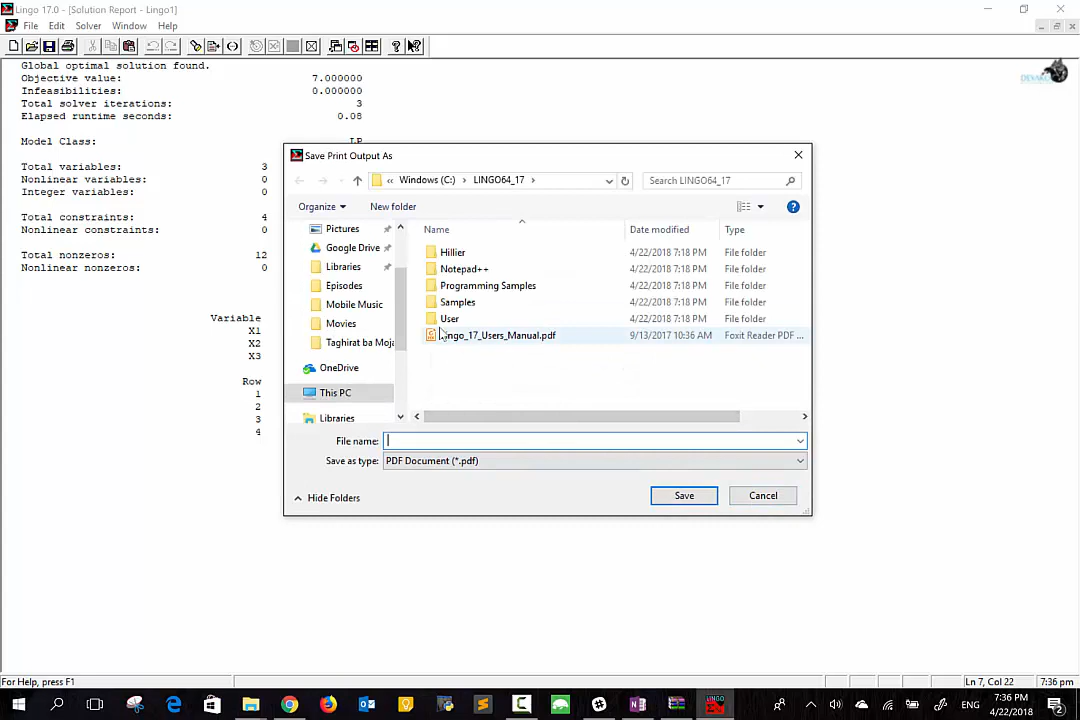 Lingo 17.0 - [Solution Report - Lingo1]
File Edit Solver Window Help
Global optimal solution found.
Objective value: 7.000000
Infeasibilities: 0.000000
Total solver iterations: 3
Elapsed runtime seconds: 0.08
Model Class: LP
Total variables: 3
Nonlinear variables: 0
Integer variables: 0
Total constraints: 4
Nonlinear constraints: 0
Total nonzeros: 12
Nonlinear nonzeros: 0
Variable
X1
X2
X3
Row
1
2
3
4
Save Print Output As
« Windows (C:) > LINGO64_17 >
Search LINGO64_17
Organize
New folder
Pictures
Google Drive
Libraries
Episodes
Mobile Music
Movies
Taghirat ba Moja
OneDrive
This PC
Libraries
Name Date modified Type
Hillier 4/22/2018 7:18 PM File folder
Notepad++ 4/22/2018 7:18 PM File folder
Programming Samples 4/22/2018 7:18 PM File folder
Samples 4/22/2018 7:18 PM File folder
User 4/22/2018 7:18 PM File folder
Lingo_17_Users_Manual.pdf 9/13/2017 10:36 AM Foxit Reader PDF ...
File name:
Save as type: PDF Document (*.pdf)
Hide Folders
Save
Cancel
For Help, press F1
Ln 7, Col 22 7:36 pm
ENG
7:36 PM
4/22/2018
2